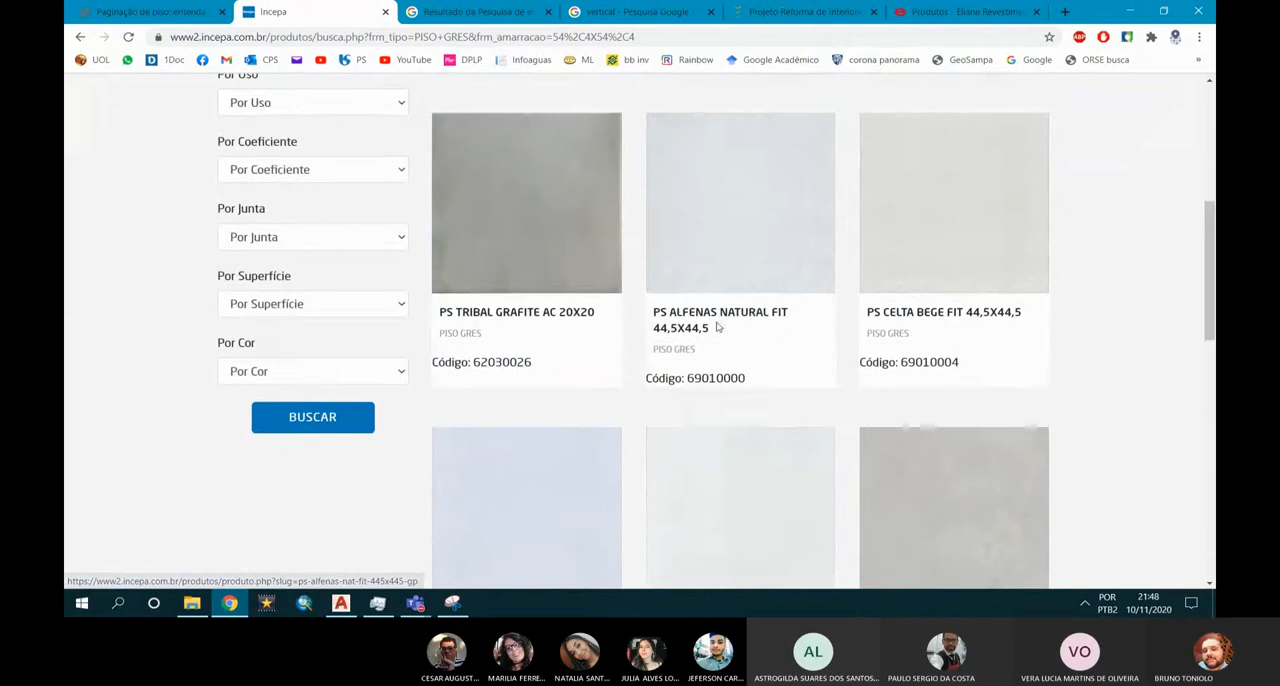 Paginação de piso: entenda
Incepa
Resultado da Pesquisa de i
vertical - Pesquisa Google
Projeto Reforma de Interior
Produtos - Eliane Revestime
www2.incepa.com.br/produtos/busca.php?frm_tipo=PISO+GRES&frm_amarracao=54%2C4X54%2C4
UOL
1Doc
CPS
PS
YouTube
DPLP
Infoaguas
ML
bb inv
Rainbow
Google Acadêmico
corona panorama
GeoSampa
Google
ORSE busca
»
Por Uso
Por Uso
Por Coeficiente
Por Coeficiente
Por Junta
Por Junta
Por Superfície
Por Superfície
Por Cor
Por Cor
BUSCAR
PS TRIBAL GRAFITE AC 20X20
PISO GRES
Código: 62030026
PS ALFENAS NATURAL FIT
44,5X44,5
PISO GRES
Código: 69010000
PS CELTA BEGE FIT 44,5X44,5
PISO GRES
Código: 69010004
https://www2.incepa.com.br/produtos/produto.php?slug=ps-alfenas-nat-fit-445x445-gp
POR
PTB2
21:48
10/11/2020
CESAR AUGUST...
MARILIA FERRE...
NATALIA SANT...
JULIA ALVES LO...
JEFERSON CAR...
AL
ASTROGILDA SUARES DOS SANTOS...
PAULO SERGIO DA COSTA
VO
VERA LUCIA MARTINS DE OLIVEIRA
BRUNO TONIOLO